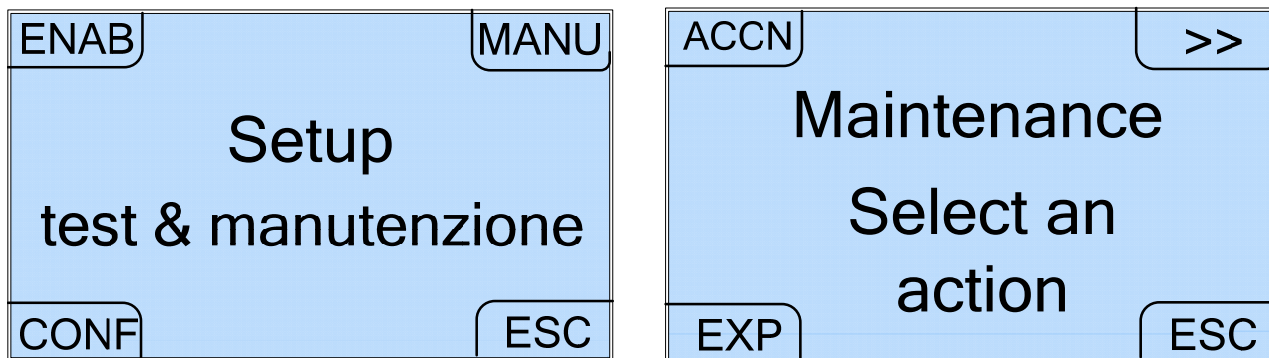 ENAB
MANU
Setup
test & manutenzione
CONF
ESC
ACCN
>>
Maintenance
Select an
action
EXP
ESC